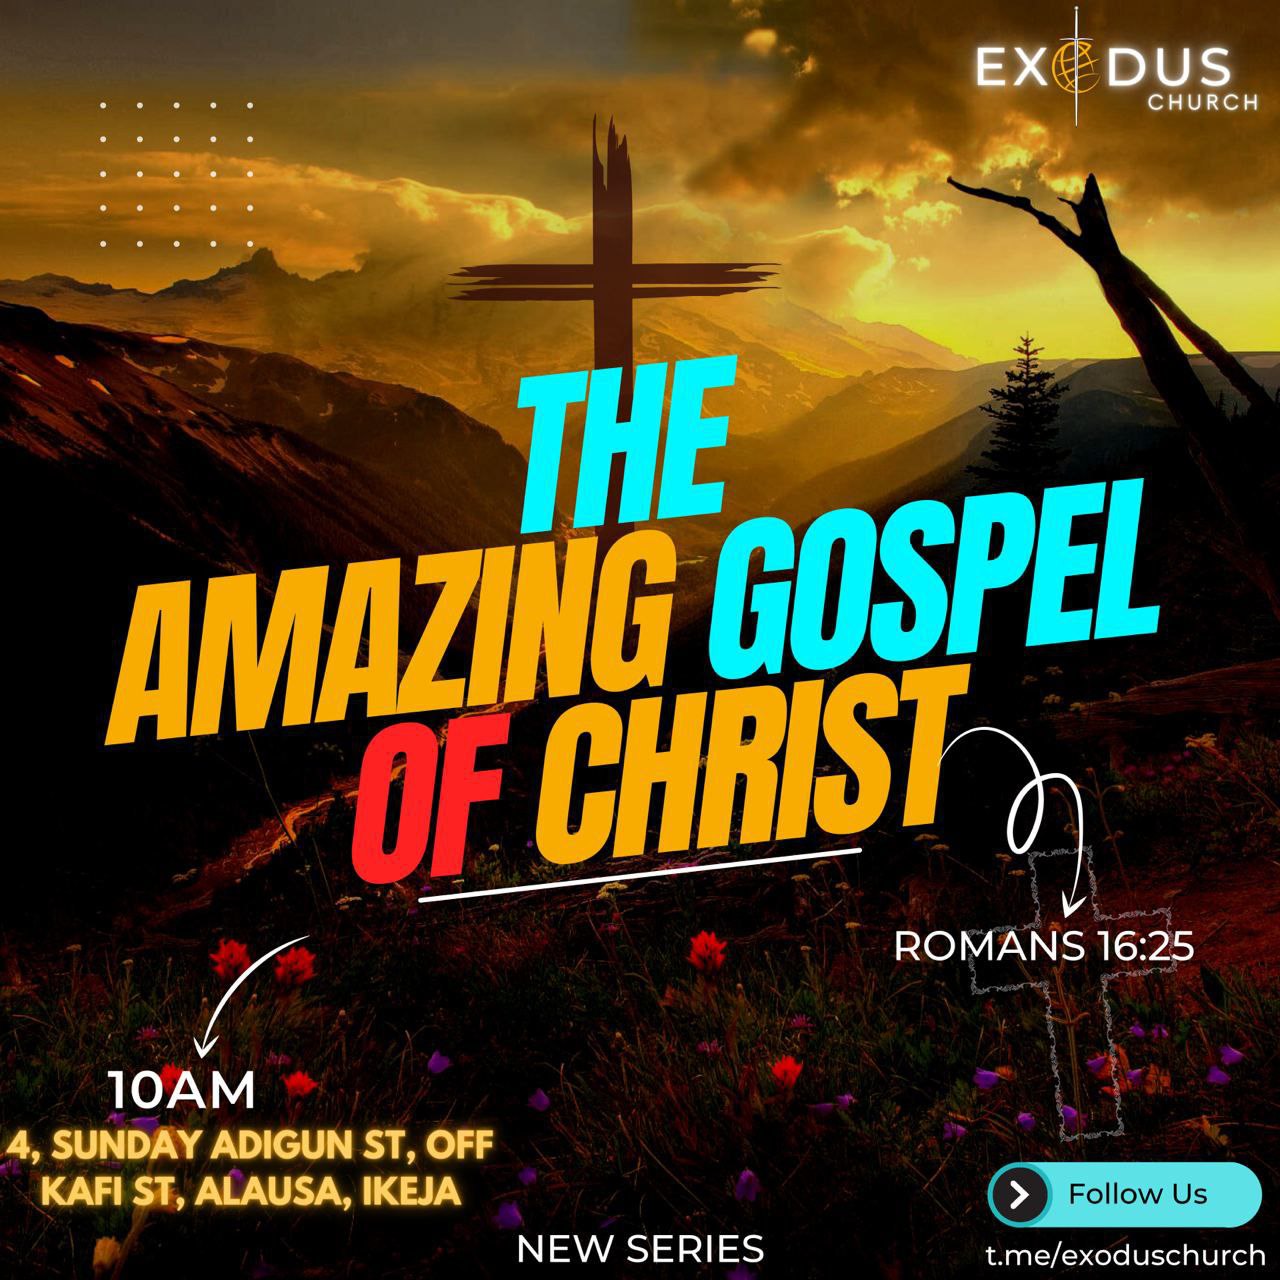 EXODUS
CHURCH
THE
AMAZING GOSPEL
OF CHRIST
ROMANS 16:25
10AM
4, SUNDAY ADIGUN ST, OFF
KAFI ST, ALAUSA, IKEJA
Follow Us
NEW SERIES
t.me/exoduschurch